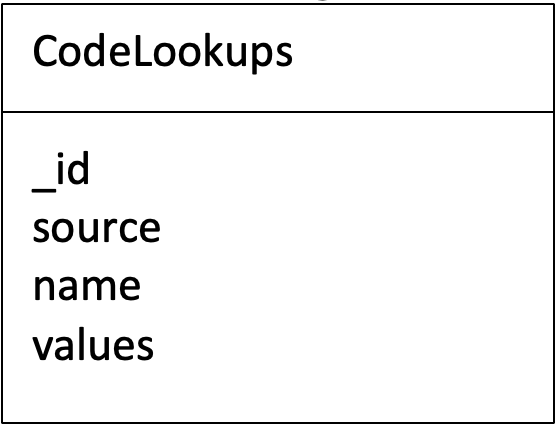 CodeLookups
_id
source
name
values